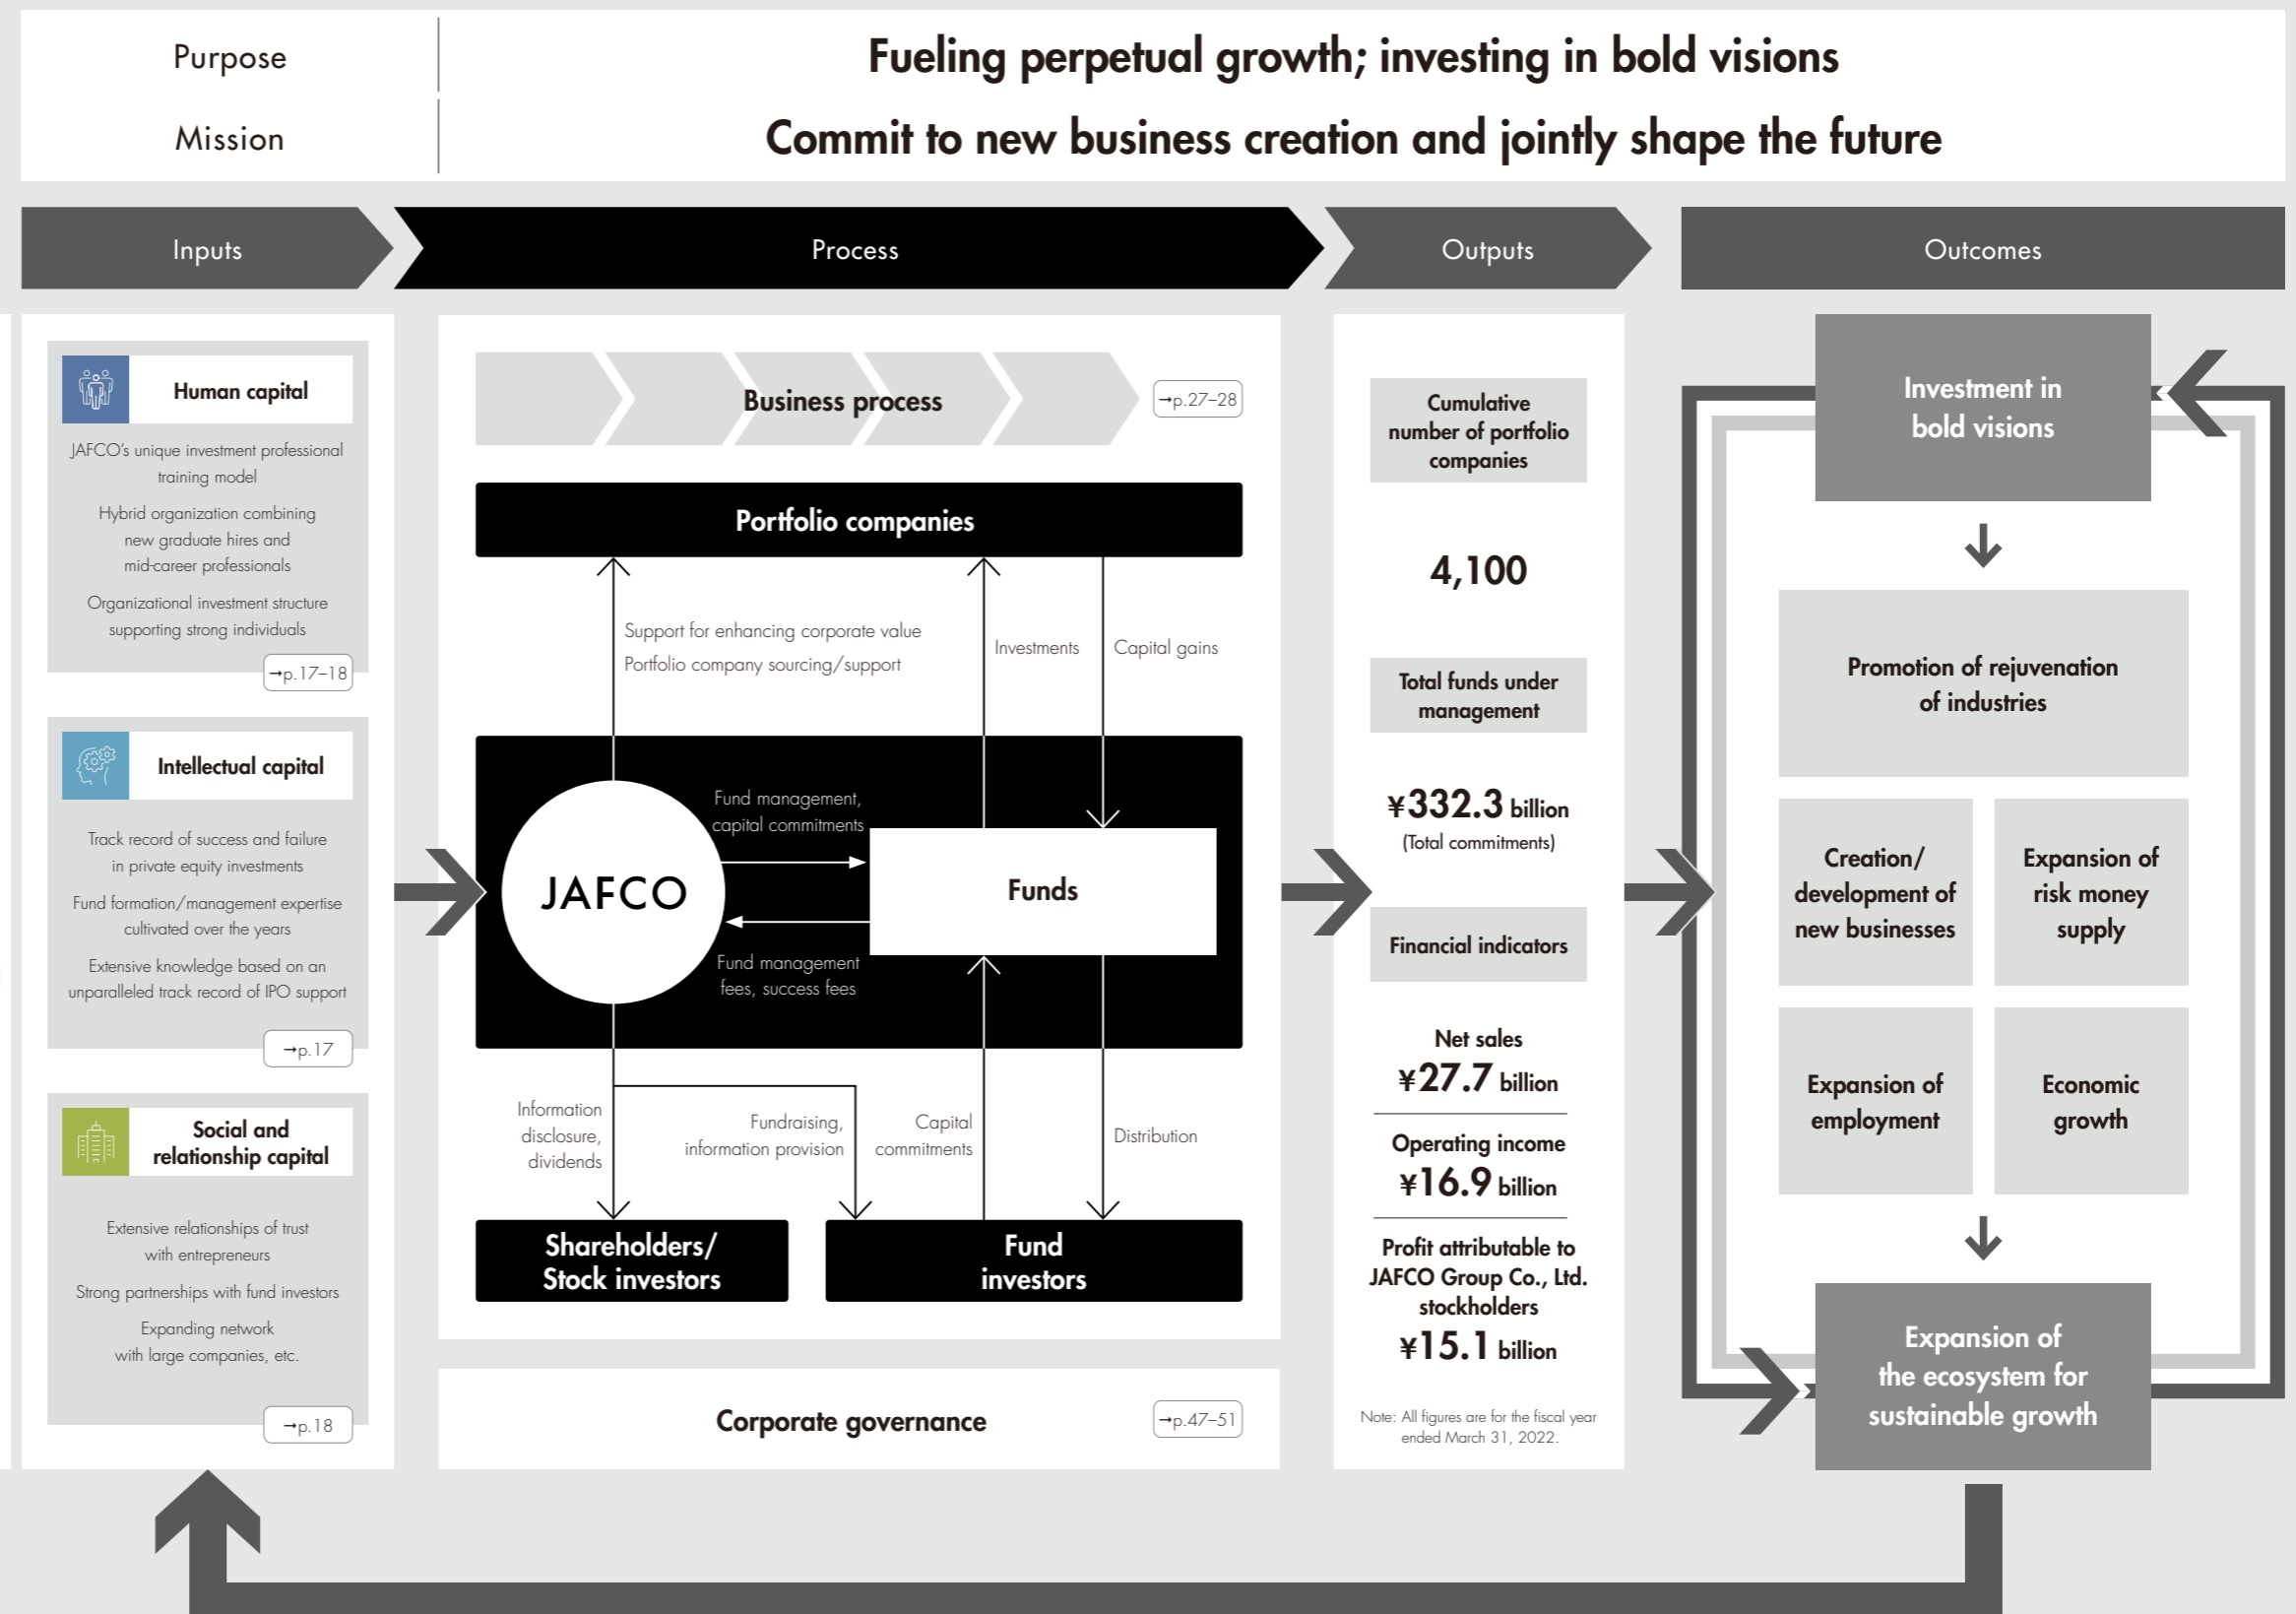 Purpose
Fueling perpetual growth; investing in bold visions
Mission
Commit to new business creation and jointly shape the future
Inputs
Process
Outputs
Outcomes
Human capital
JAFCO’s unique investment professional
training model
Hybrid organization combining
new graduate hires and
mid-career professionals
Organizational investment structure
supporting strong individuals
→p.17–18
Intellectual capital
Track record of success and failure
in private equity investments
Fund formation/management expertise
cultivated over the years
Extensive knowledge based on an
unparalleled track record of IPO support
→p.17
Social and
relationship capital
Extensive relationships of trust
with entrepreneurs
Strong partnerships with fund investors
Expanding network
with large companies, etc.
→p.18
Business process
→p.27–28
Portfolio companies
Support for enhancing corporate value
Portfolio company sourcing/support
Investments
Capital gains
Fund management,
capital commitments
JAFCO
Funds
Fund management
fees, success fees
Information
disclosure,
dividends
Fundraising,
information provision
Capital
commitments
Distribution
Shareholders/
Stock investors
Fund
investors
Corporate governance
→p.47–51
Cumulative
number of portfolio
companies
4,100
Total funds under
management
¥332.3 billion
(Total commitments)
Financial indicators
Net sales
¥27.7 billion
Operating income
¥16.9 billion
Profit attributable to
JAFCO Group Co., Ltd.
stockholders
¥15.1 billion
Note: All figures are for the fiscal year
ended March 31, 2022.
Investment in
bold visions
Promotion of rejuvenation
of industries
Creation/
development of
new businesses
Expansion of
risk money
supply
Expansion of
employment
Economic
growth
Expansion of
the ecosystem for
sustainable growth